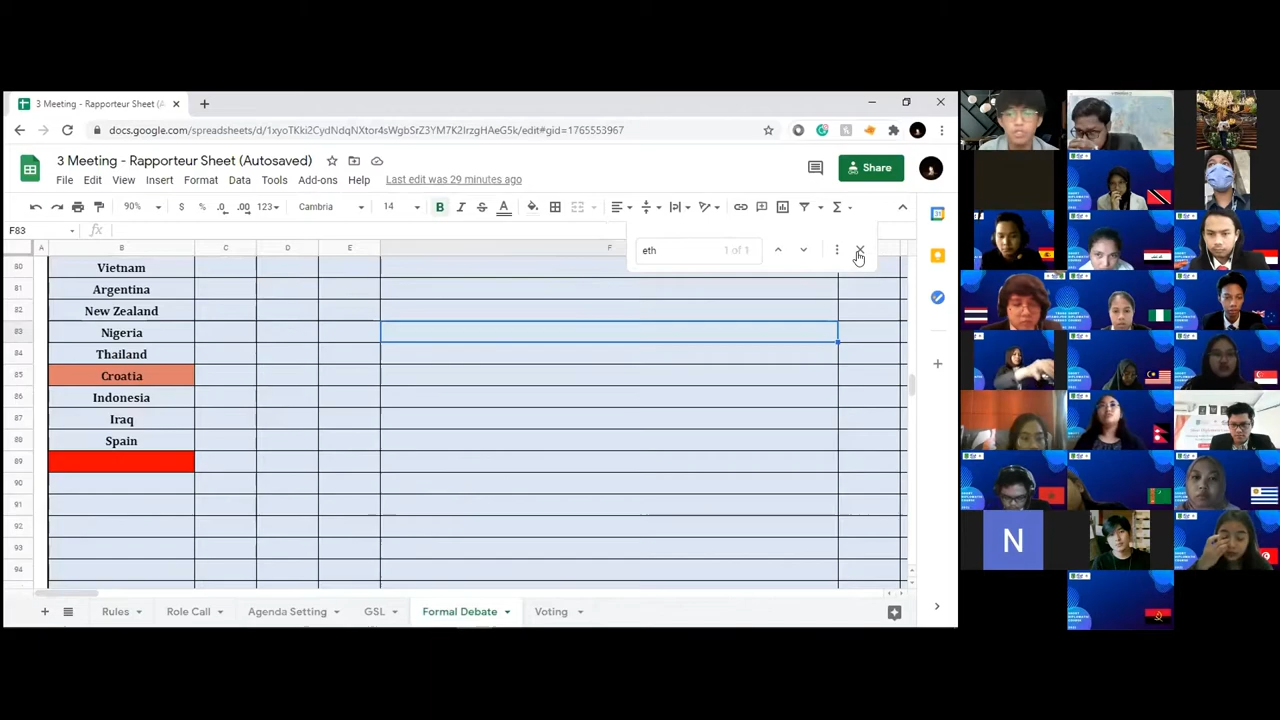 3 Meeting - Rapporteur Sheet (A
docs.google.com/spreadsheets/d/1xyoTKki2CydNdqNXtor4sWgbSrZ3YM7K2IrzgHAeG5k/edit#gid=1765553967
3 Meeting - Rapporteur Sheet (Autosaved)
Share
File Edit View Insert Format Data Tools Add-ons Help Last edit was 29 minutes ago
90% $ % .0 .00 123 Cambria 14 B I S A
F83 fx
eth 1 of 1
A B C D E F
80 Vietnam
81 Argentina
82 New Zealand
83 Nigeria
84 Thailand
85 Croatia
86 Indonesia
87 Iraq
88 Spain
89
90
91
92
93
94
Rules Role Call Agenda Setting GSL Formal Debate Voting
N